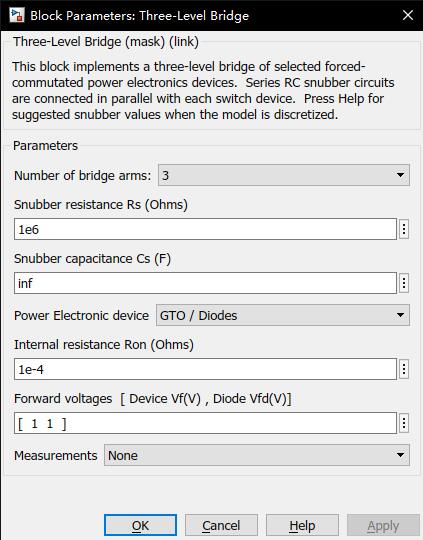 Block Parameters: Three-Level Bridge
Three-Level Bridge (mask) (link)
This block implements a three-level bridge of selected forced-
commutated power electronics devices.  Series RC snubber circuits
are connected in parallel with each switch device.  Press Help for
suggested snubber values when the model is discretized.
Parameters
Number of bridge arms: 3
Snubber resistance Rs (Ohms)
1e6
Snubber capacitance Cs (F)
inf
Power Electronic device GTO / Diodes
Internal resistance Ron (Ohms)
1e-4
Forward voltages  [ Device Vf(V) , Diode Vfd(V)]
[  1  1  ]
Measurements None
OK Cancel Help Apply